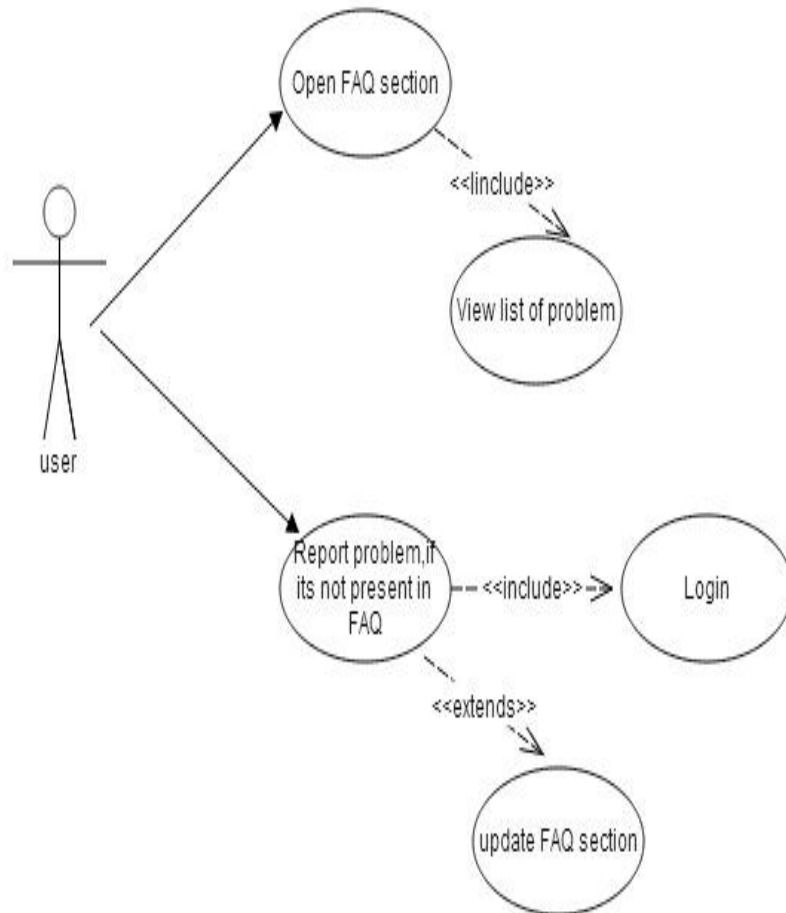 Open FAQ section
<<Iinclude>>
View list of problem
user
Report problem,if
its not present in
FAQ
<<include>>
Login
<<extends>>
update FAQ section